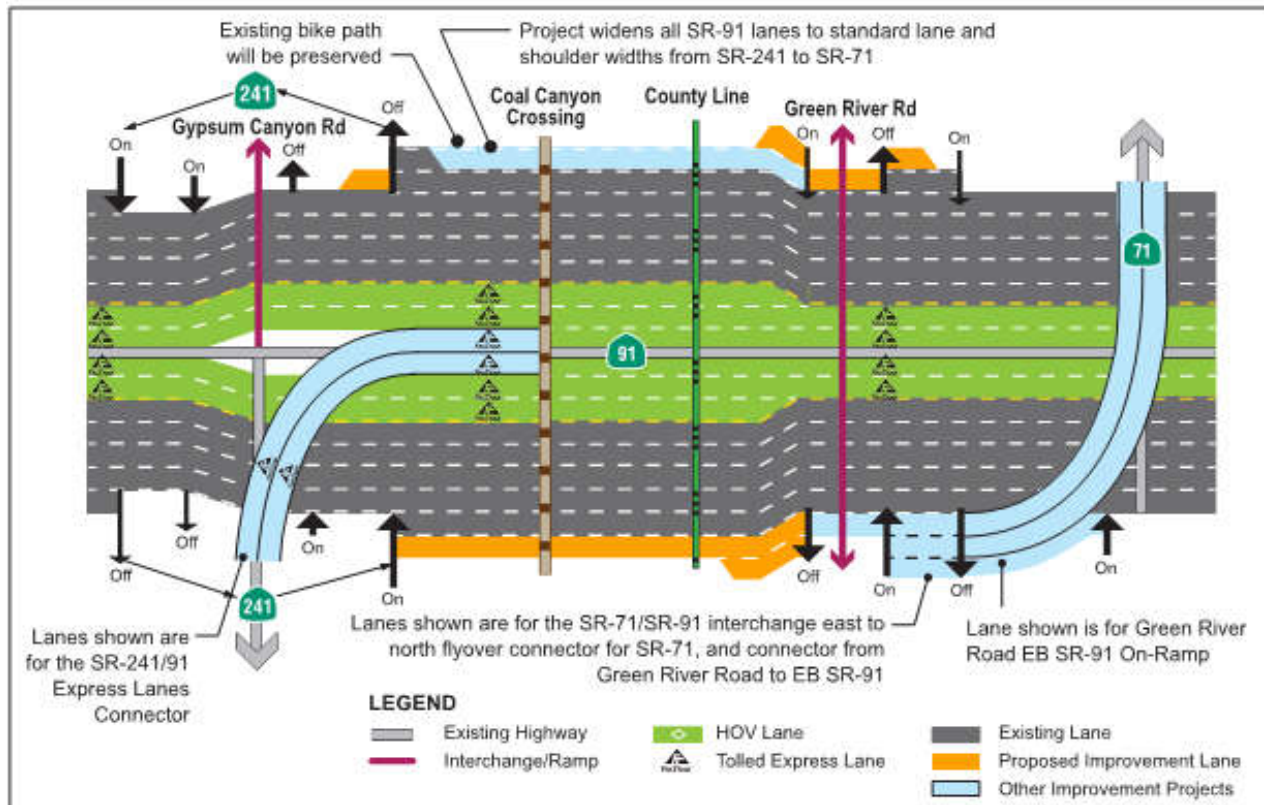 Existing bike path
will be preserved
Project widens all SR-91 lanes to standard lane and
shoulder widths from SR-241 to SR-71
241
Gypsum Canyon Rd
Coal Canyon
Crossing
County Line
Green River Rd
On
On
Off
Off
On
Off
On
71
91
Off
Off
On
On
Off
On
Off
On
241
Lanes shown are
for the SR-241/91
Express Lanes
Connector
Lanes shown are for the SR-71/SR-91 interchange east to
north flyover connector for SR-71, and connector from
Green River Road to EB SR-91
Lane shown is for Green River
Road EB SR-91 On-Ramp
LEGEND
Existing Highway
Interchange/Ramp
HOV Lane
Tolled Express Lane
Existing Lane
Proposed Improvement Lane
Other Improvement Projects